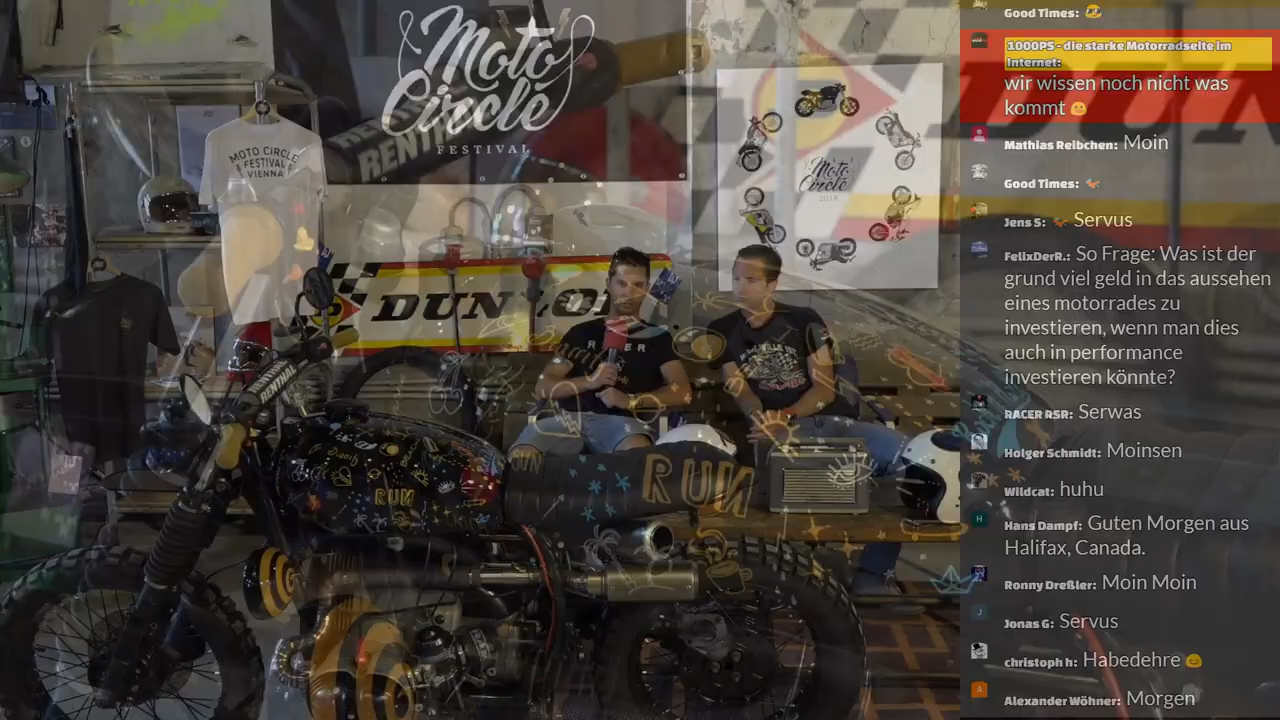 Moto
Circle
FESTIVAL
MOTO CIRCLE
FESTIVAL
VIENNA
RENTHAL
Moto
Circle
2018
DUNLOP
RENTHAL
RUN
RUN
Good Times:
1000PS - die starke Motorradseite im
Internet:
wir wissen noch nicht was
kommt
Mathias Reibchen: Moin
Good Times:
Jens S: Servus
FelixDerR.: So Frage: Was ist der
grund viel geld in das aussehen
eines motorrades zu
investieren, wenn man dies
auch in performance
investieren könnte?
RACER RSR: Serwas
Holger Schmidt: Moinsen
Wildcat: huhu
H
Hans Dampf: Guten Morgen aus
Halifax, Canada.
Ronny Dreßler: Moin Moin
J
Jonas G: Servus
christoph h: Habedehre
A
Alexander Wöhner: Morgen